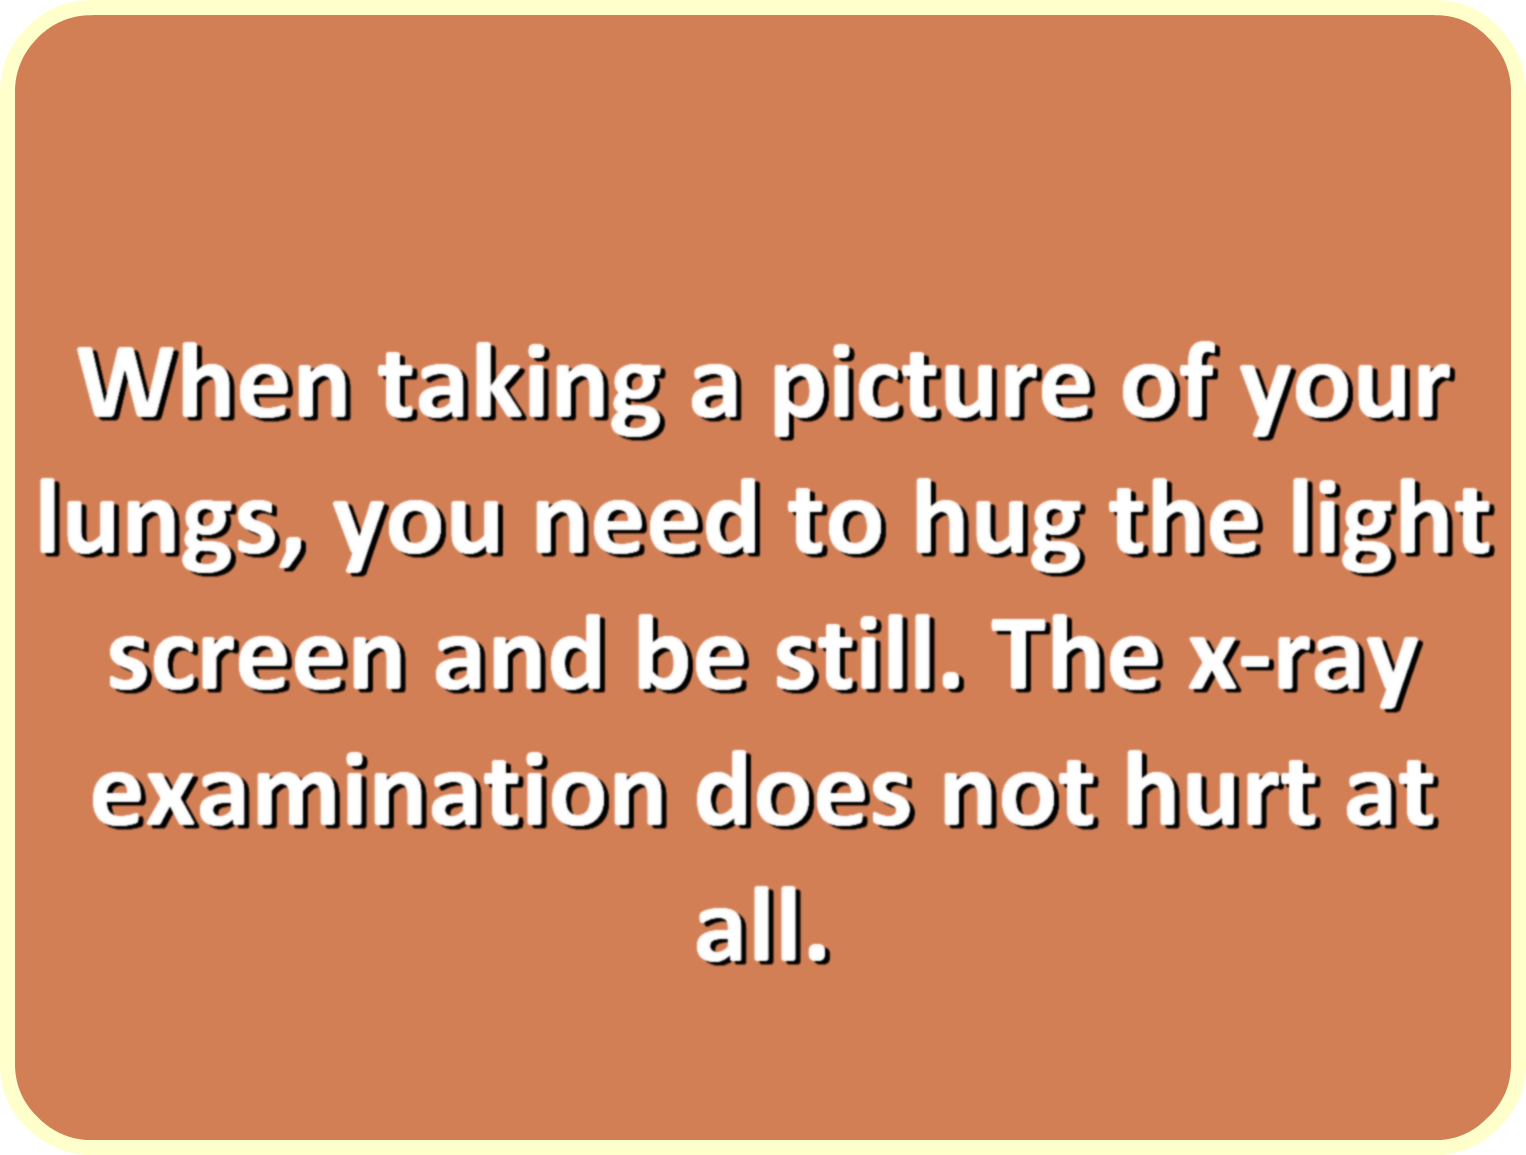 When taking a picture of your
lungs, you need to hug the light
screen and be still. The x-ray
examination does not hurt at
all.